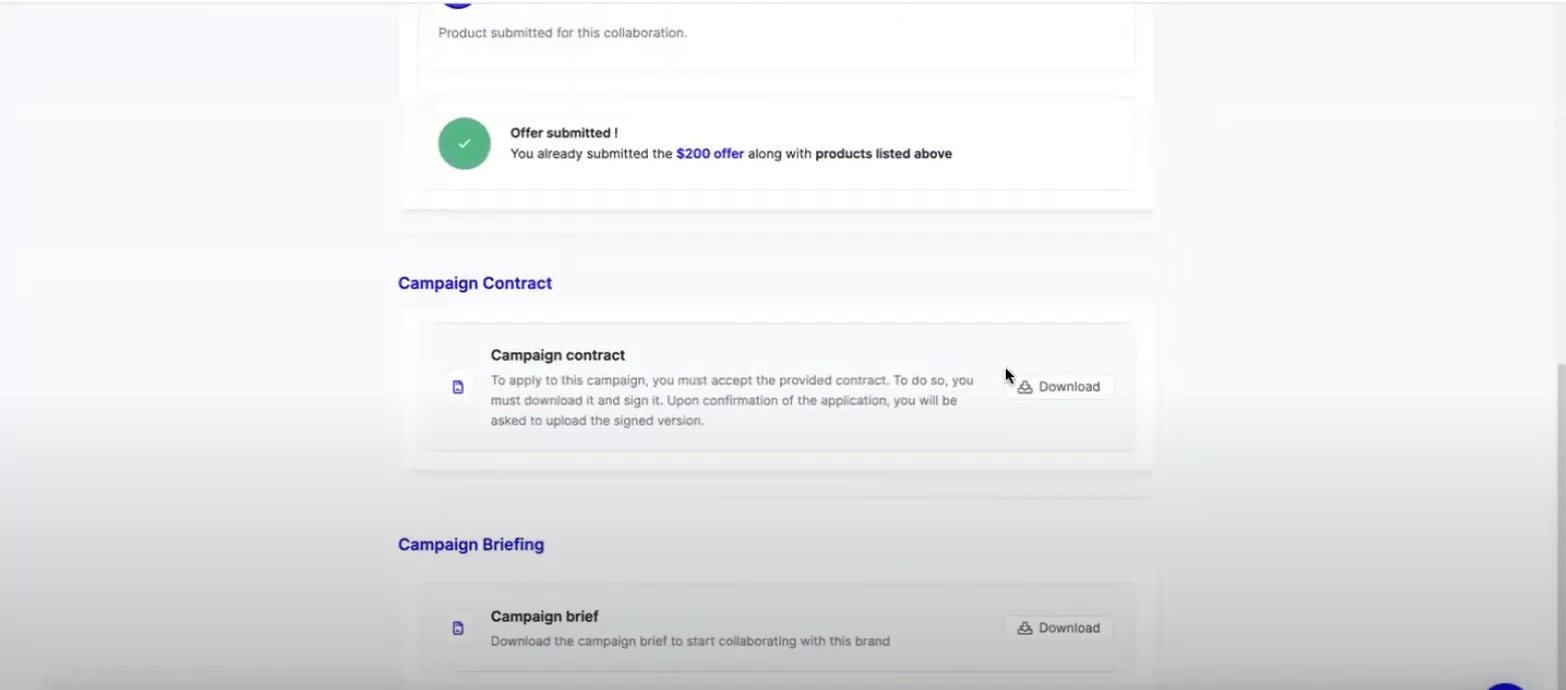 Product submitted for this collaboration.
Offer submitted !
You already submitted the $200 offer along with products listed above
Campaign Contract
Campaign contract
To apply to this campaign, you must accept the provided contract. To do so, you
must download it and sign it. Upon confirmation of the application, you will be
asked to upload the signed version.
Download
Campaign Briefing
Campaign brief
Download the campaign brief to start collaborating with this brand
Download